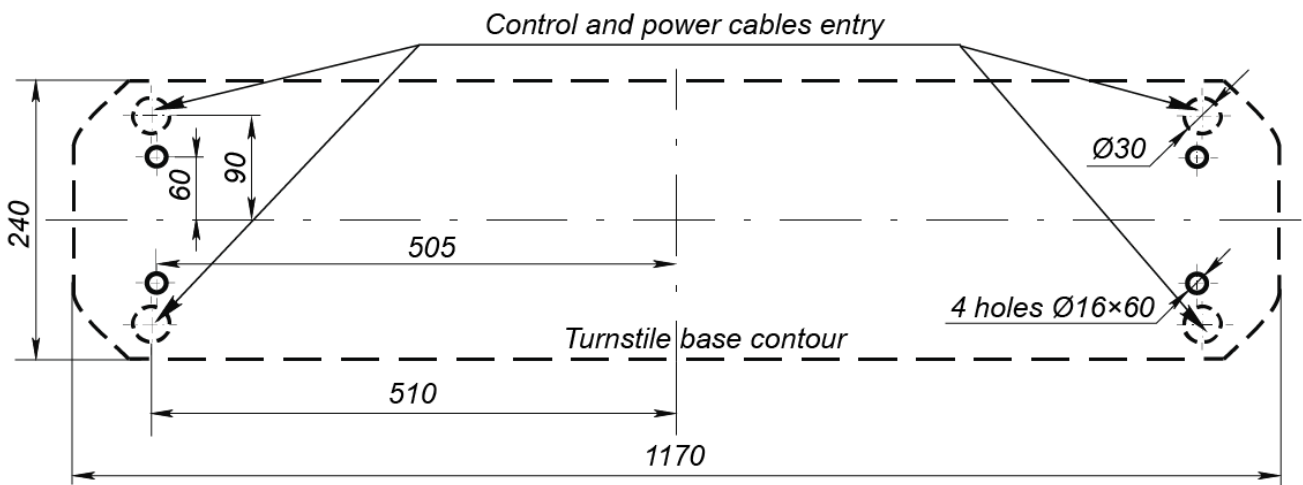 Control and power cables entry
Ø30
90
60
240
505
4 holes Ø16×60
Turnstile base contour
510
1170